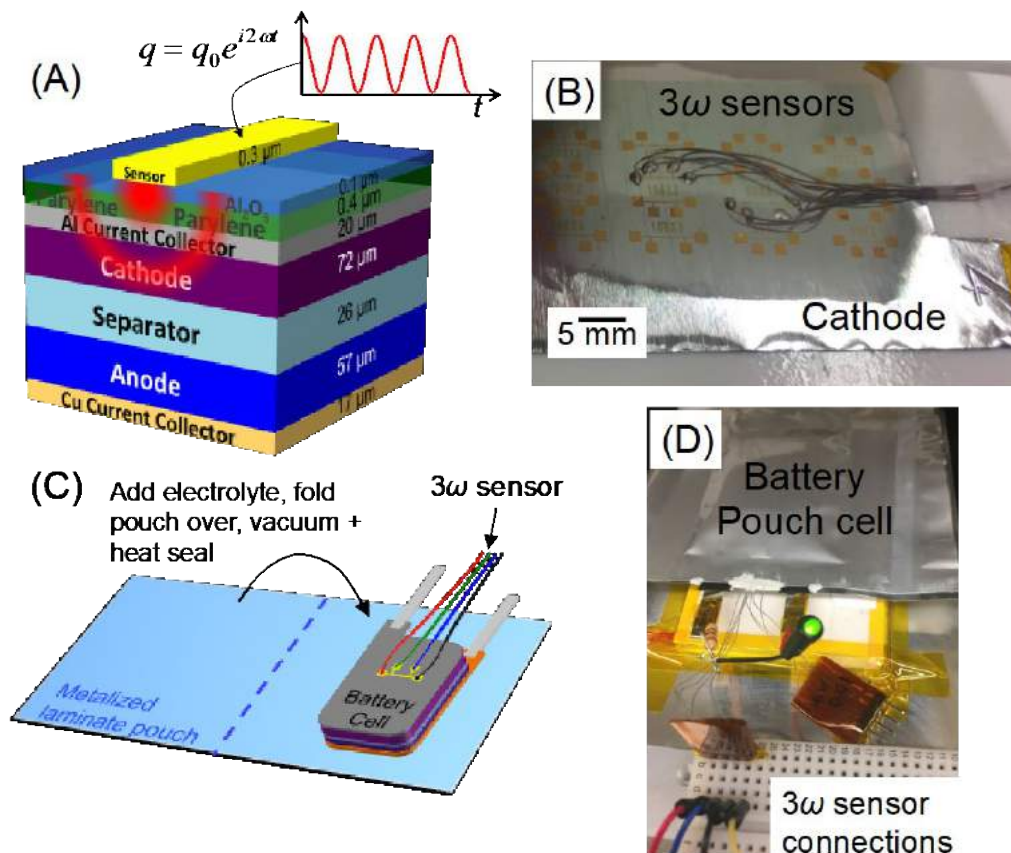 (A)
q = q₀e^{i2ωt}
t
0.3 µm
Sensor
0.1 µm
Al₂O₃
0.4 µm
Parylene
Parylene
20 µm
Al Current Collector
72 µm
Cathode
26 µm
Separator
57 µm
Anode
17 µm
Cu Current Collector
(B)
3ω sensors
5 mm
Cathode
(C)
Add electrolyte, fold
pouch over, vacuum +
heat seal
3ω sensor
Metalized
laminate pouch
Battery
Cell
(D)
Battery
Pouch cell
3ω sensor
connections